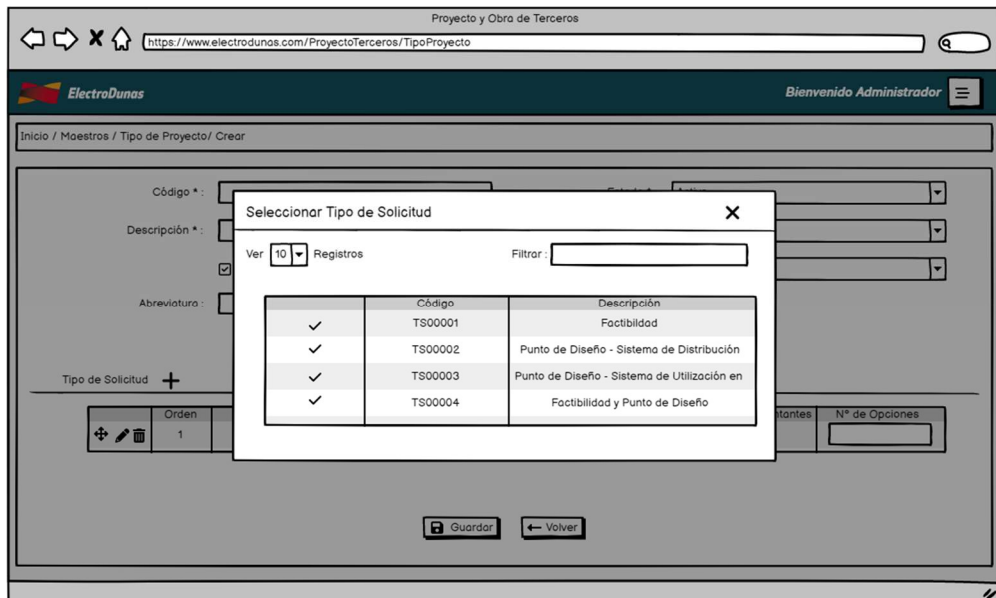 Proyecto y Obra de Terceros
https://www.electrodunas.com/ProyectoTerceros/TipoProyecto
ElectroDunas
Bienvenido Administrador
Inicio / Maestros / Tipo de Proyecto/ Crear
Código * :
Descripción * :
Abreviatura :
Seleccionar Tipo de Solicitud
Ver 10 Registros Filtrar :
Código Descripción
TS00001 Factibildad
TS00002 Punto de Diseño - Sistema de Distribución
TS00003 Punto de Diseño - Sistema de Utilización en
TS00004 Factibilidad y Punto de Diseño
Tipo de Solicitud
Orden N° de Opciones
1
Guardar Volver